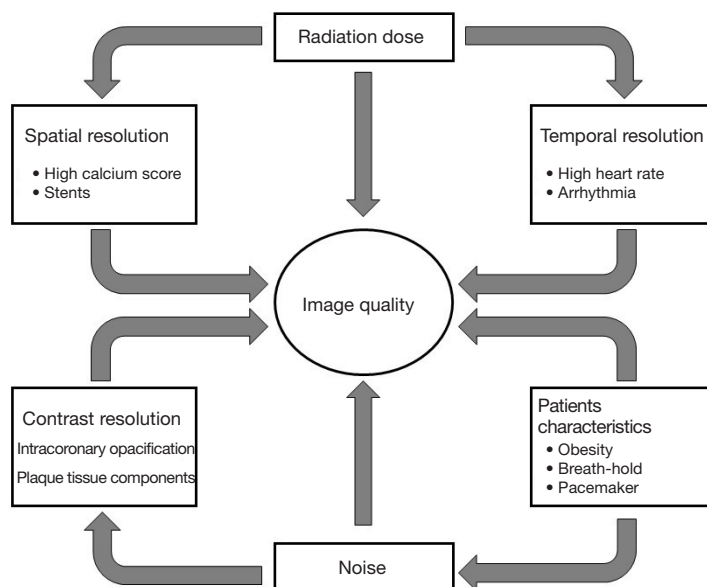 Radiation dose
Spatial resolution
• High calcium score
• Stents
Temporal resolution
• High heart rate
• Arrhythmia
Image quality
Contrast resolution
Intracoronary opacification
Plaque tissue components
Patients
characteristics
• Obesity
• Breath-hold
• Pacemaker
Noise